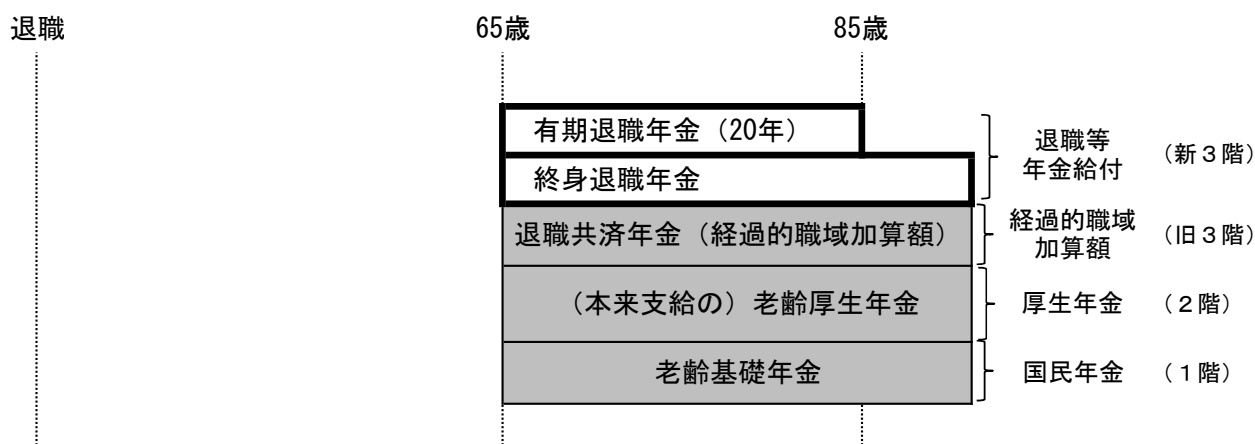 退職 65歳 85歳
有期退職年金（20年）
終身退職年金
退職等
年金給付
（新３階）
退職共済年金（経過的職域加算額）
経過的職域
加算額
（旧３階）
（本来支給の）老齢厚生年金
厚生年金
（２階）
老齢基礎年金
国民年金
（１階）